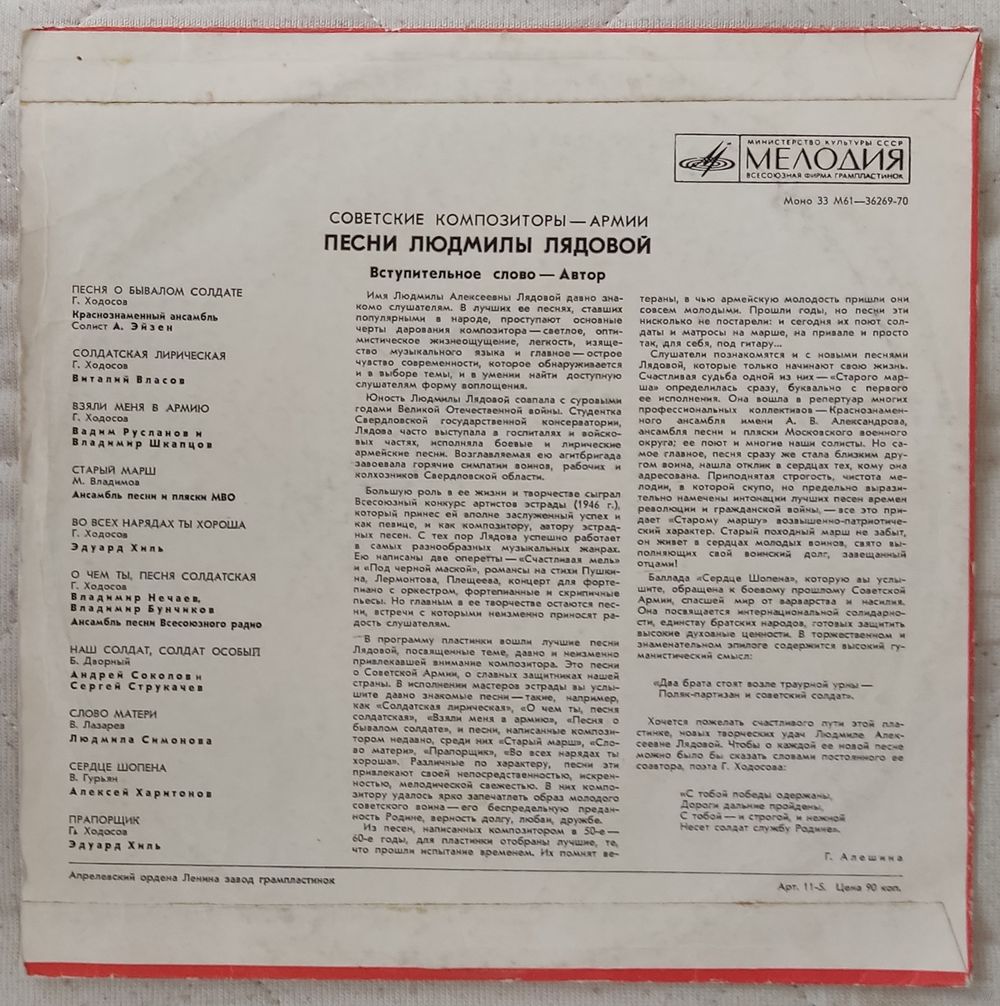 МИНИСТЕРСТВО КУЛЬТУРЫ СССР
МЕЛОДИЯ
ВСЕСОЮЗНАЯ ФИРМА ГРАМПЛАСТИНОК
Моно 33 М61—36269-70
СОВЕТСКИЕ КОМПОЗИТОРЫ — АРМИИ
ПЕСНИ ЛЮДМИЛЫ ЛЯДОВОЙ
Вступительное слово — Автор
ПЕСНЯ О БЫВАЛОМ СОЛДАТЕ
Г. Ходосов
Краснознаменный ансамбль
Солист А. Эйзен
СОЛДАТСКАЯ ЛИРИЧЕСКАЯ
Г. Ходосов
Виталий Власов
ВЗЯЛИ МЕНЯ В АРМИЮ
Г. Ходосов
Вадим Русланов и
Владимир Шкапцов
СТАРЫЙ МАРШ
М. Владимов
Ансамбль песни и пляски МВО
ВО ВСЕХ НАРЯДАХ ТЫ ХОРОША
Г. Ходосов
Эдуард Хиль
О ЧЕМ ТЫ, ПЕСНЯ СОЛДАТСКАЯ
Г. Ходосов
Владимир Нечаев,
Владимир Бунчиков
Ансамбль песни Всесоюзного радио
НАШ СОЛДАТ, СОЛДАТ ОСОБЫЙ
Б. Дворный
Андрей Соколов и
Сергей Стру̀качев
СЛОВО МАТЕРИ
В. Лазарев
Людмила Симонова
СЕРДЦЕ ШОПЕНА
В. Гурьян
Алексей Харитонов
ПРАПОРЩИК
Г. Ходосов
Эдуард Хиль
Имя Людмилы Алексеевны Лядовой давно зна-
комо слушателям. В лучших ее песнях, ставших
популярными в народе, проступают основные
черты дарования композитора — светлое, опти-
мистическое жизнеощущение, легкость, изяще-
ство музыкального языка и главное — острое
чувство современности, которое обнаруживается
и в выборе темы, и в умении найти доступную
слушателям форму воплощения.
Юность Людмилы Лядовой совпала с суровыми
годами Великой Отечественной войны. Студентка
Свердловской государственной консерватории,
Лядова часто выступала в госпиталях и войско-
вых частях, исполняла боевые и лирические
армейские песни. Возглавляемая ею агитбригада
завоевала горячие симпатии воинов, рабочих и
колхозников Свердловской области.
Большую роль в ее жизни и творчестве сыграл
Всесоюзный конкурс артистов эстрады (1946 г.),
который принес ей вполне заслуженный успех и
как певице, и как композитору, автору эстрад-
ных песен. С тех пор Лядова успешно работает
в самых разнообразных музыкальных жанрах.
Ею написаны две оперетты — «Счастливая мель»
и «Под черной маской», романсы на стихи Пушки-
на, Лермонтова, Плещеева, концерт для форте-
пиано с оркестром, фортепианные и скрипичные
пьесы. Но главным в ее творчестве остаются пес-
ни, встречи с которыми неизменно приносят ра-
дость слушателям.
В программу пластинки вошли лучшие песни
Лядовой, посвященные теме, давно и неизменно
привлекавшей внимание композитора. Это песни
о Советской Армии, о славных защитниках нашей
страны. В исполнении мастеров эстрады вы услы-
шите давно знакомые песни — такие, например,
как «Солдатская лирическая», «О чем ты, песня
солдатская», «Взяли меня в армию», «Песня о
бывалом солдате», и песни, написанные компози-
тором недавно, среди них «Старый марш», «Сло-
во матери», «Прапорщик», «Во всех нарядах ты
хороша». Различные по характеру, песни эти
привлекают своей непосредственностью, искрен-
ностью, мелодической свежестью. В них компо-
зитору удалось ярко запечатлеть образ молодого
советского воина — его беспредельную предан-
ность Родине, верность долгу, любви, дружбе.
Из песен, написанных композитором в 50-е —
60-е годы, для пластинки отобраны лучшие, те,
что прошли испытание временем. Их помнят ве-
тераны, в чью армейскую молодость пришли они
совсем молодыми. Прошли годы, но песни эти
нисколько не постарели: и сегодня их поют сол-
даты и матросы на марше, на привале и просто
так, для себя, под гитару...
Слушатели познакомятся и с новыми песнями
Лядовой, которые только начинают свою жизнь.
Счастливая судьба одной из них — «Старого мар-
ша» определилась сразу, буквально с первого
ее исполнения. Она вошла в репертуар многих
профессиональных коллективов — Краснознамен-
ного ансамбля имени А. В. Александрова,
ансамбля песни и пляски Московского военного
округа; ее поют и многие наши солисты. Но са-
мое главное, песня сразу же стала близким дру-
гом воина, нашла отклик в сердцах тех, кому она
адресована. Приподнятая строгость, чистота ме-
лодии, в которой скупо, но предельно вырази-
тельно намечены интонации лучших песен времен
революции и гражданской войны, — все это при-
дает «Старому маршу» возвышенно-патриотиче-
ский характер. Старый походный марш не забыт,
он живет в сердцах молодых воинов, свято вы-
полняющих свой воинский долг, завещанный
отцами!
Баллада «Сердце Шопена», которую вы услы-
шите, обращена к боевому прошлому Советской
Армии, спасшей мир от варварства и насилия.
Она посвящается интернациональной солидарно-
сти, единству братских народов, готовых защитить
высокие духовные ценности. В торжественном и
знаменательном эпилоге содержится высокий гу-
манистический смысл:
«Два брата стоят возле траурной урны —
Поляк-партизан и советский солдат».
Хочется пожелать счастливого пути этой пла-
стинке, новых творческих удач Людмиле Алек-
сеевне Лядовой. Чтобы о каждой ее новой песне
можно было бы сказать словами постоянного ее
соавтора, поэта Г. Ходосова:
«С тобой победы одержаны,
Дороги дальние пройдены,
С тобой — и строгой, и нежной
Несет солдат службу Родине».
Г. Алешина
Апрелевский ордена Ленина завод грампластинок
Арт. 11-5. Цена 90 коп.